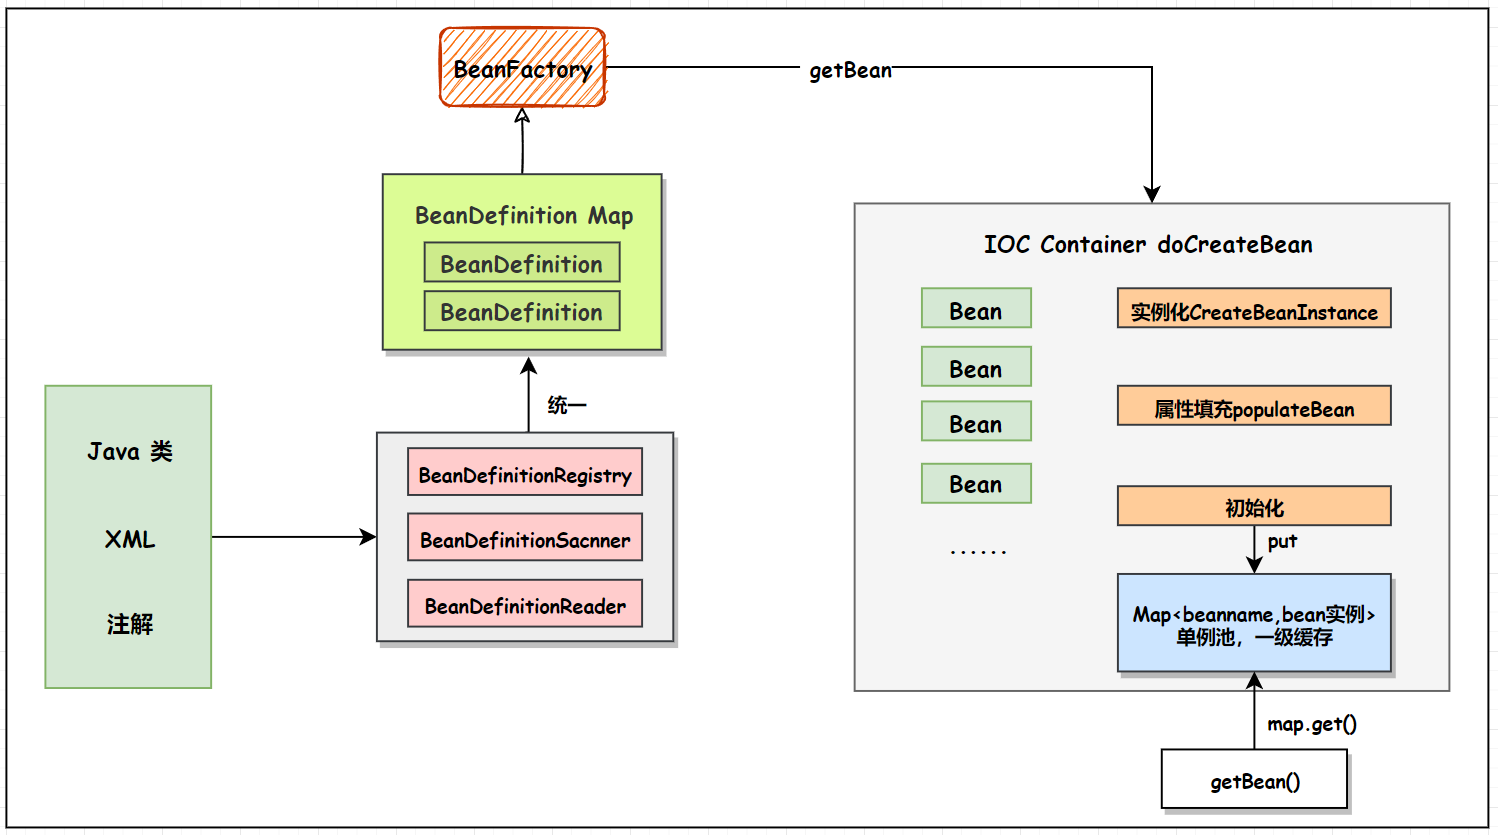 BeanFactory
getBean
BeanDefinition Map
BeanDefinition
BeanDefinition
统一
Java 类
XML
注解
BeanDefinitionRegistry
BeanDefinitionSacnner
BeanDefinitionReader
IOC Container doCreateBean
Bean
Bean
Bean
Bean
······
实例化CreateBeanInstance
属性填充populateBean
初始化
put
Map<beanname,bean实例>
单例池，一级缓存
map.get()
getBean()